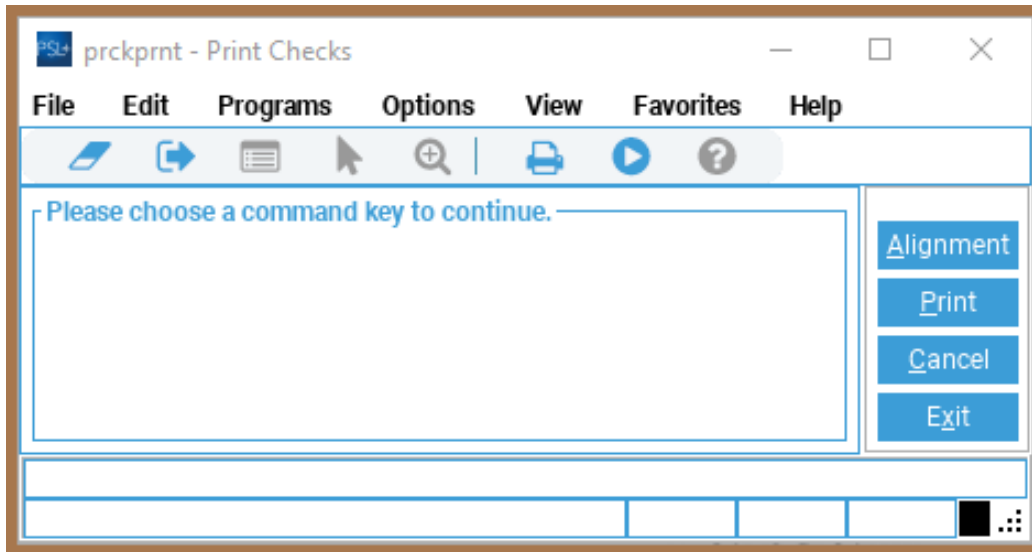 PSL+ prckprnt - Print Checks
File Edit Programs Options View Favorites Help
Please choose a command key to continue.
Alignment
Print
Cancel
Exit